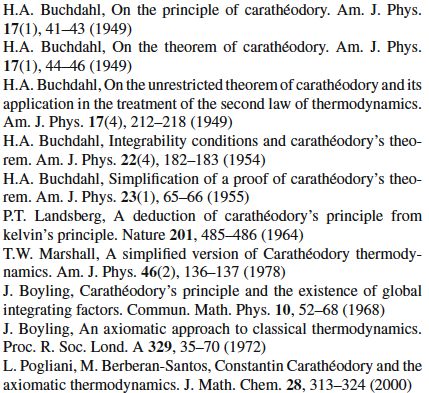 H.A. Buchdahl, On the principle of carathéodory. Am. J. Phys.
17(1), 41–43 (1949)
H.A. Buchdahl, On the theorem of carathéodory. Am. J. Phys.
17(1), 44–46 (1949)
H.A. Buchdahl, On the unrestricted theorem of carathéodory and its
application in the treatment of the second law of thermodynamics.
Am. J. Phys. 17(4), 212–218 (1949)
H.A. Buchdahl, Integrability conditions and carathéodory's theo-
rem. Am. J. Phys. 22(4), 182–183 (1954)
H.A. Buchdahl, Simplification of a proof of carathéodory's theo-
rem. Am. J. Phys. 23(1), 65–66 (1955)
P.T. Landsberg, A deduction of carathéodory's principle from
kelvin's principle. Nature 201, 485–486 (1964)
T.W. Marshall, A simplified version of Carathéodory thermody-
namics. Am. J. Phys. 46(2), 136–137 (1978)
J. Boyling, Carathéodory's principle and the existence of global
integrating factors. Commun. Math. Phys. 10, 52–68 (1968)
J. Boyling, An axiomatic approach to classical thermodynamics.
Proc. R. Soc. Lond. A 329, 35–70 (1972)
L. Pogliani, M. Berberan-Santos, Constantin Carathéodory and the
axiomatic thermodynamics. J. Math. Chem. 28, 313–324 (2000)